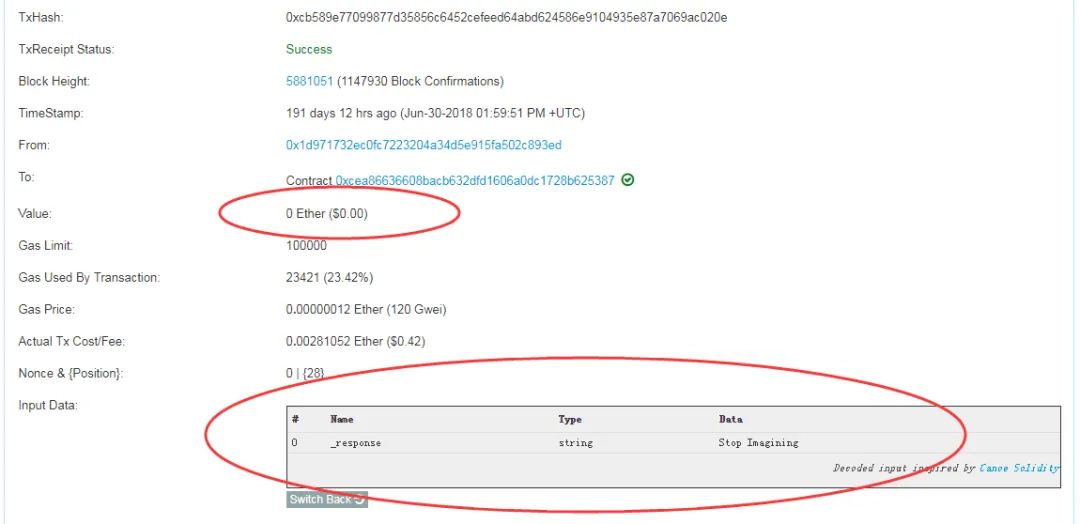 TxHash: 0xcb589e77099877d35856c6452cefeed64abd624586e9104935e87a7069ac020e
TxReceipt Status: Success
Block Height: 5881051 (1147930 Block Confirmations)
TimeStamp: 191 days 12 hrs ago (Jun-30-2018 01:59:51 PM +UTC)
From: 0x1d971732ec0fc7223204a34d5e915fa502c893ed
To: Contract 0xcea86636608bacb632dfd1606a0dc1728b625387
Value: 0 Ether ($0.00)
Gas Limit: 100000
Gas Used By Transaction: 23421 (23.42%)
Gas Price: 0.00000012 Ether (120 Gwei)
Actual Tx Cost/Fee: 0.00281052 Ether ($0.42)
Nonce & {Position}: 0 | {28}
Input Data:
# Name Type Data
0 _response string Stop Imagining
Decoded input inspired by Canoe Solidity
Switch Back